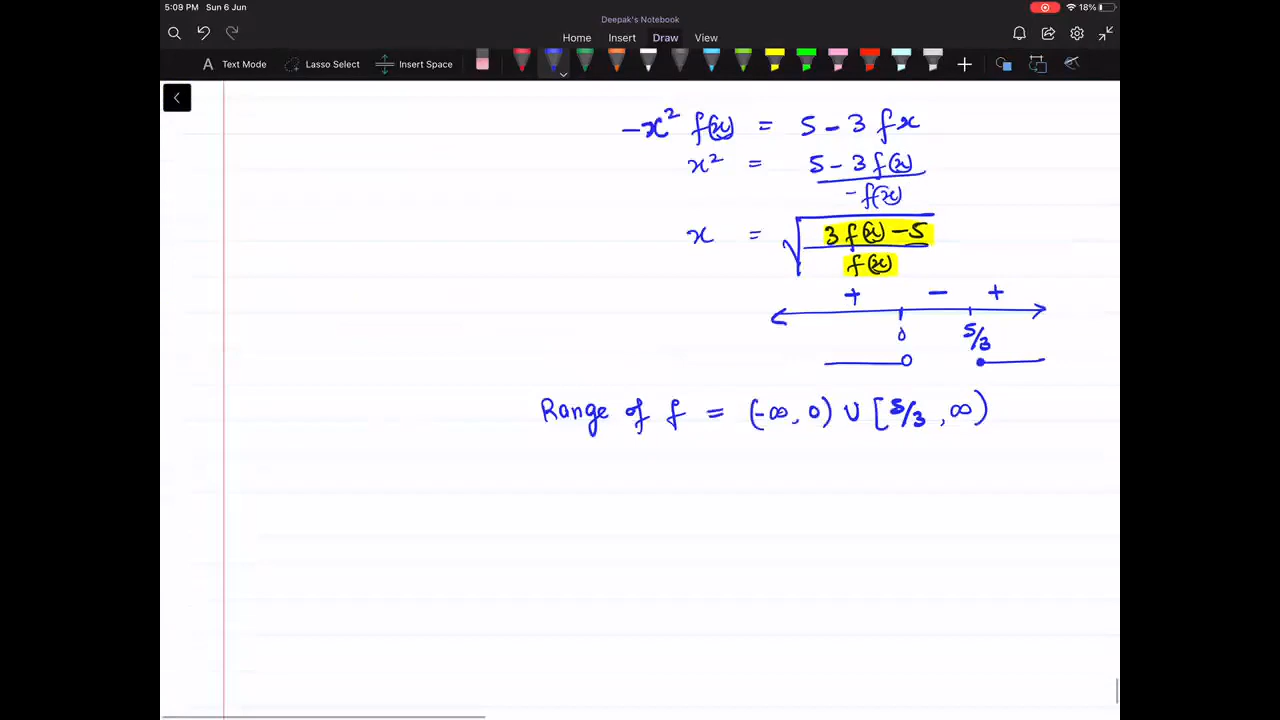 5:09 PM Sun 6 Jun
18%
Deepak's Notebook
Home Insert Draw View
Text Mode Lasso Select Insert Space
-x² f(x) = 5 - 3 fx
x² = 5 - 3 f(x) / -f(x)
x = √ 3 f(x) - 5 / f(x)
+ - +
0 5/3
Range of f = (-∞, 0) ∪ [5/3, ∞)